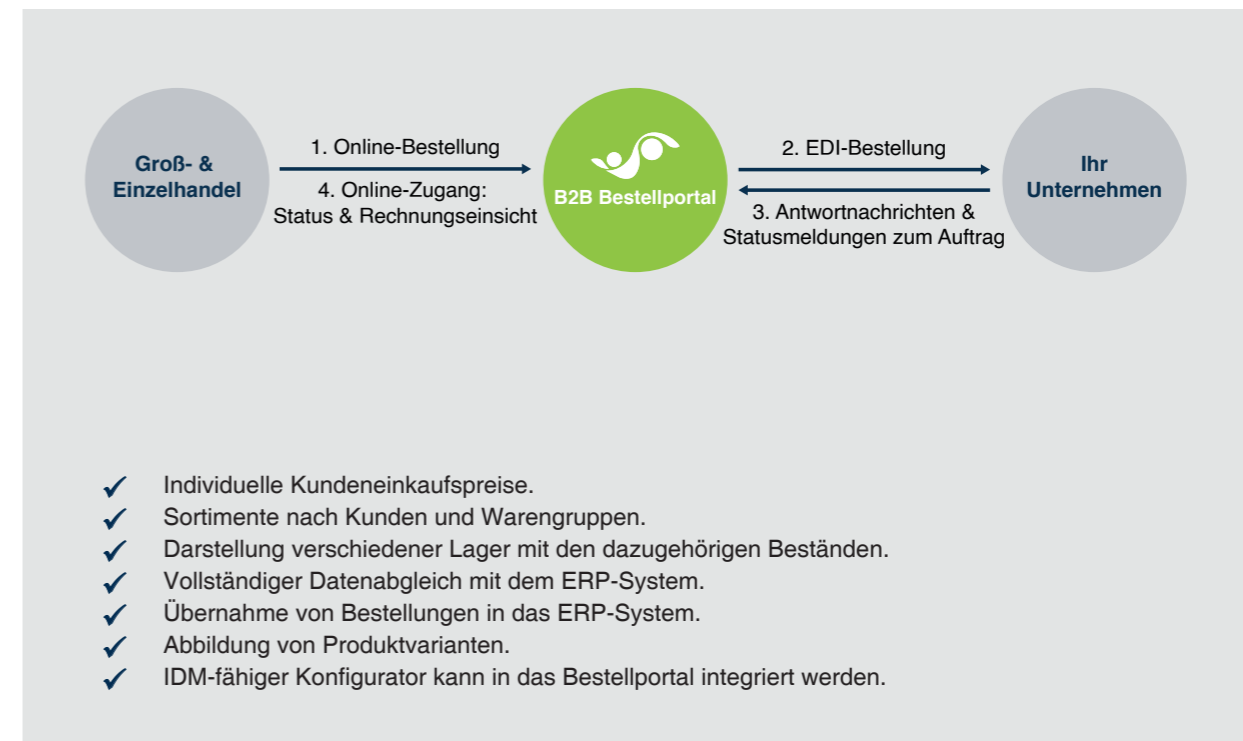 Groß- &
Einzelhandel
1. Online-Bestellung
4. Online-Zugang:
Status & Rechnungseinsicht
B2B Bestellportal
2. EDI-Bestellung
3. Antwortnachrichten &
Statusmeldungen zum Auftrag
Ihr
Unternehmen
Individuelle Kundeneinkaufspreise.
Sortimente nach Kunden und Warengruppen.
Darstellung verschiedener Lager mit den dazugehörigen Beständen.
Vollständiger Datenabgleich mit dem ERP-System.
Übernahme von Bestellungen in das ERP-System.
Abbildung von Produktvarianten.
IDM-fähiger Konfigurator kann in das Bestellportal integriert werden.